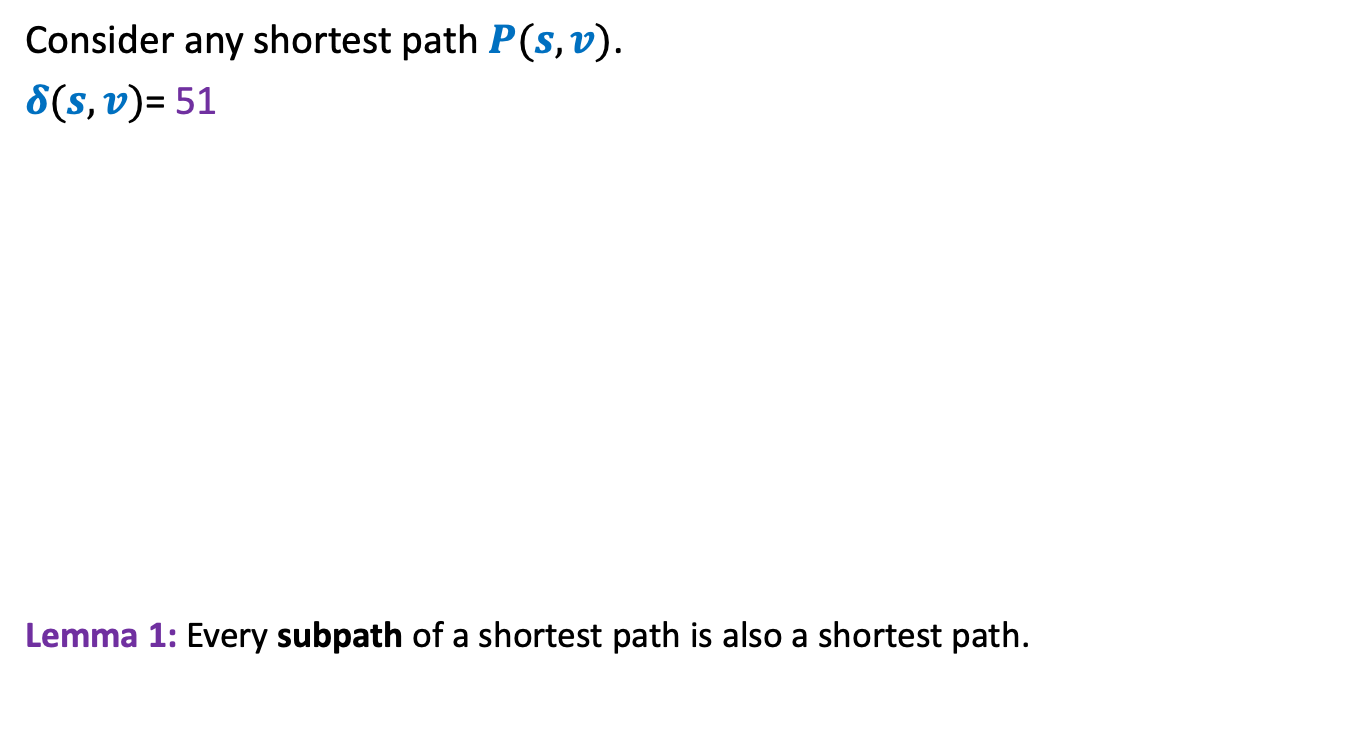 Consider any shortest path P(s, v).
δ(s, v)= 51
Lemma 1: Every subpath of a shortest path is also a shortest path.